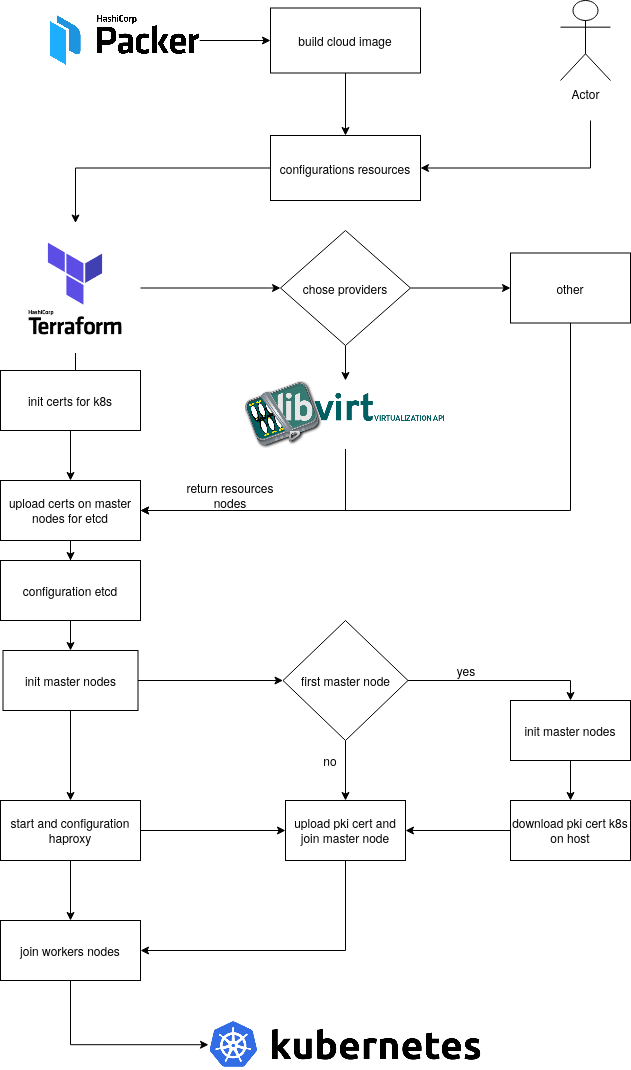 HashiCorp
Packer
build cloud image
Actor
configurations resources
HashiCorp
Terraform
chose providers
other
init certs for k8s
libvirt
VIRTUALIZATION API
upload certs on master
nodes for etcd
return resources
nodes
configuration etcd
init master nodes
first master node
yes
init master nodes
no
start and configuration
haproxy
upload pki cert and
join master node
download pki cert k8s
on host
join workers nodes
kubernetes